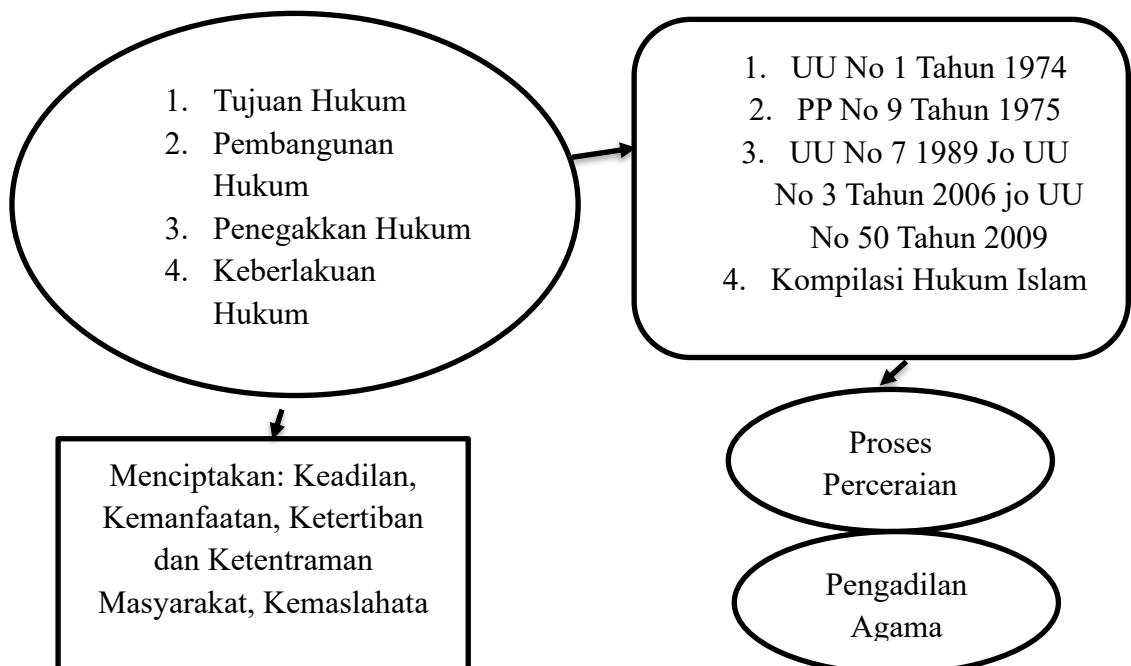 1. Tujuan Hukum
2. Pembangunan
Hukum
3. Penegakkan Hukum
4. Keberlakuan
Hukum
1. UU No 1 Tahun 1974
2. PP No 9 Tahun 1975
3. UU No 7 1989 Jo UU
No 3 Tahun 2006 jo UU
No 50 Tahun 2009
4. Kompilasi Hukum Islam
Menciptakan: Keadilan,
Kemanfaatan, Ketertiban
dan Ketentraman
Masyarakat, Kemaslahata
Proses
Perceraian
Pengadilan
Agama